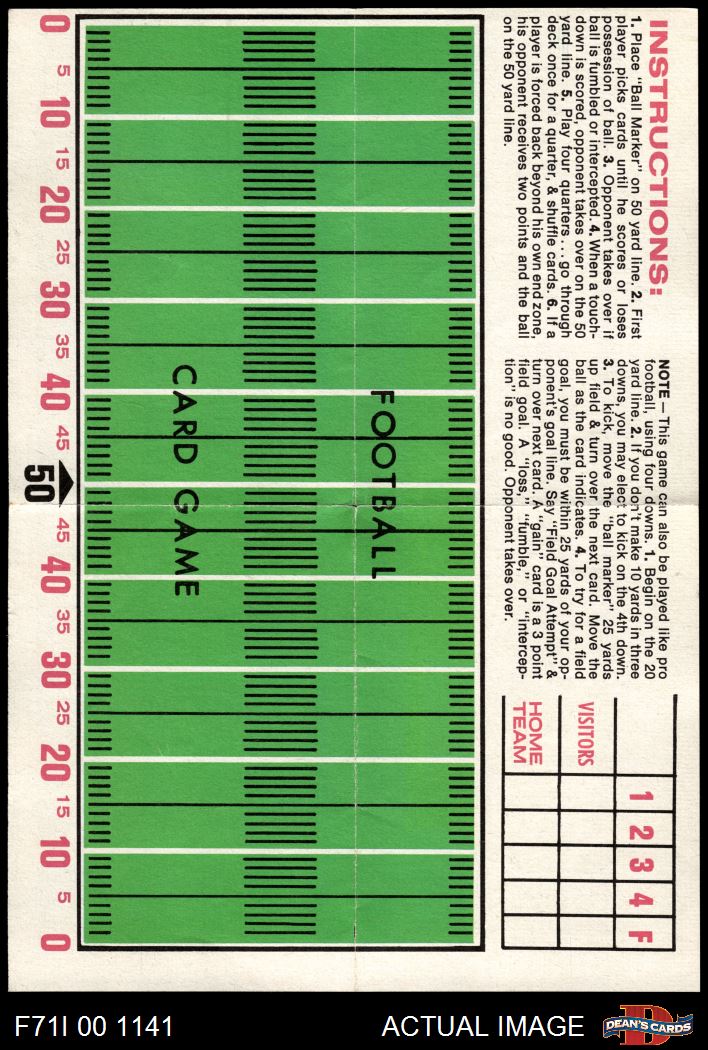 INSTRUCTIONS:
1. Place "Ball Marker" on 50 yard line. 2. First
player picks cards until he scores or loses
possession of ball. 3. Opponent takes over if
ball is fumbled or intercepted. 4. When a touch-
down is scored, opponent takes over on the 50
yard line. 5. Play four quarters . . . go through
deck once for a quarter, & shuffle cards. 6. If a
player is forced back beyond his own end zone,
his opponent receives two points and the ball
on the 50 yard line.
NOTE – This game can also be played like pro
football, using four downs. 1. Begin on the 20
yard line. 2. If you don't make 10 yards in three
downs, you may elect to kick on the 4th down.
3. To kick, move the "ball marker" 25 yards
up field & turn over the next card. Move the
ball as the card indicates. 4. To try for a field
goal, you must be within 25 yards of your op-
ponent's goal line. Say "Field Goal Attempt" &
turn over next card. A "gain" card is a 3 point
field goal. A "loss," "fumble," or "intercep-
tion" is no good. Opponent takes over.
1 2 3 4 F
VISITORS
HOME
TEAM
FOOTBALL
CARD GAME
0 5 10 15 20 25 30 35 40 45 50 45 40 35 30 25 20 15 10 5 0
F71I 00 1141
ACTUAL IMAGE
D
DEAN'S CARDS